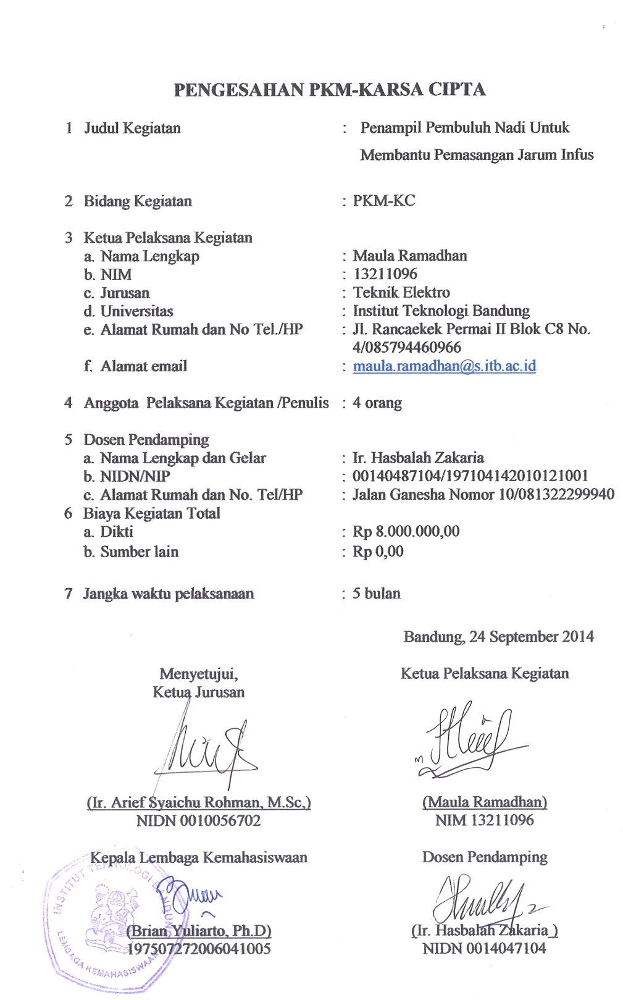 PENGESAHAN PKM-KARSA CIPTA
1 Judul Kegiatan : Penampil Pembuluh Nadi Untuk
Membantu Pemasangan Jarum Infus
2 Bidang Kegiatan : PKM-KC
3 Ketua Pelaksana Kegiatan
a. Nama Lengkap : Maula Ramadhan
b. NIM : 13211096
c. Jurusan : Teknik Elektro
d. Universitas : Institut Teknologi Bandung
e. Alamat Rumah dan No Tel./HP : Jl. Rancaekek Permai II Blok C8 No.
4/085794460966
f. Alamat email : maula.ramadhan@s.itb.ac.id
4 Anggota Pelaksana Kegiatan /Penulis : 4 orang
5 Dosen Pendamping
a. Nama Lengkap dan Gelar : Ir. Hasbalah Zakaria
b. NIDN/NIP : 00140487104/197104142010121001
c. Alamat Rumah dan No. Tel/HP : Jalan Ganesha Nomor 10/081322299940
6 Biaya Kegiatan Total
a. Dikti : Rp 8.000.000,00
b. Sumber lain : Rp 0,00
7 Jangka waktu pelaksanaan : 5 bulan
Bandung, 24 September 2014
Menyetujui, Ketua Pelaksana Kegiatan
Ketua Jurusan
(Ir. Arief Syaichu Rohman, M.Sc,) (Maula Ramadhan)
NIDN 0010056702 NIM 13211096
Kepala Lembaga Kemahasiswaan Dosen Pendamping
INSTITUT TEKNOLOGI BANDUNG
LEMBAGA KEMAHASISWAAN
(Brian Yuliarto, Ph.D) (Ir. Hasbalah Zakaria )
197507272006041005 NIDN 0014047104